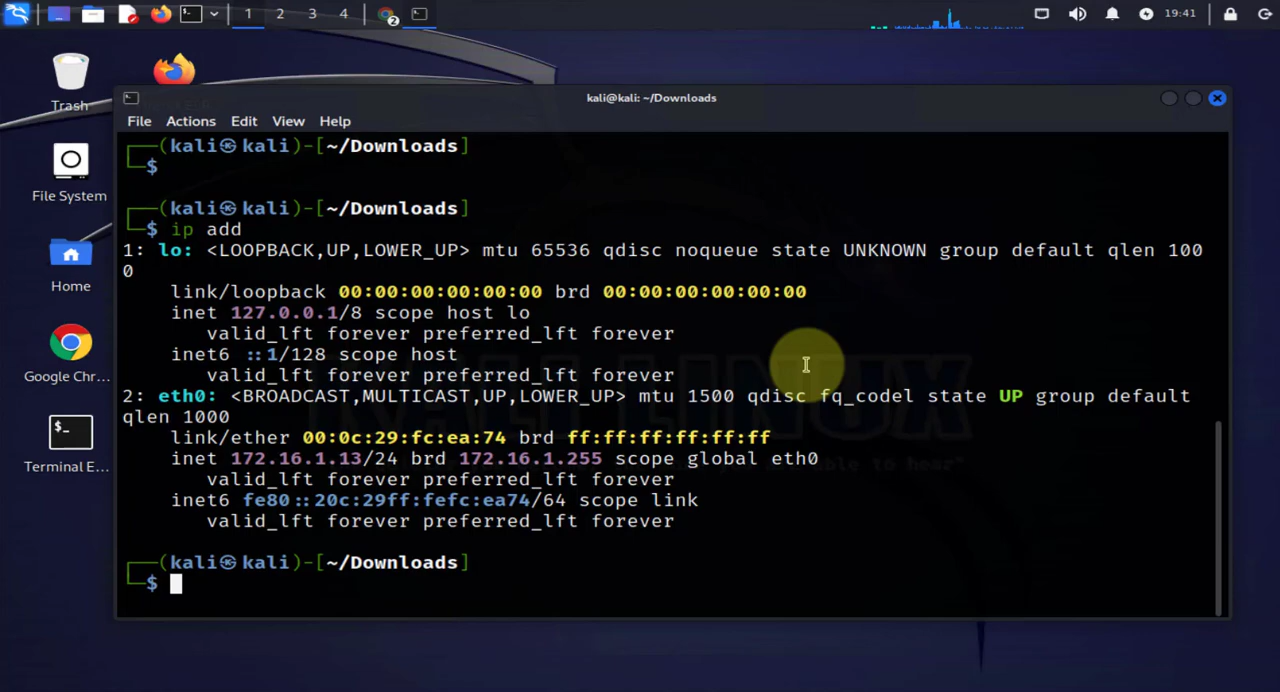 1 2 3 4 2 19:41
Trash
File System
Home
Google Chr...
$_
Terminal E...
kali@kali: ~/Downloads
File Actions Edit View Help
┌──(kali㉿kali)-[~/Downloads]
└─$
┌──(kali㉿kali)-[~/Downloads]
└─$ ip add
1: lo: <LOOPBACK,UP,LOWER_UP> mtu 65536 qdisc noqueue state UNKNOWN group default qlen 100
0
link/loopback 00:00:00:00:00:00 brd 00:00:00:00:00:00
inet 127.0.0.1/8 scope host lo
valid_lft forever preferred_lft forever
inet6 ::1/128 scope host
valid_lft forever preferred_lft forever
2: eth0: <BROADCAST,MULTICAST,UP,LOWER_UP> mtu 1500 qdisc fq_codel state UP group default
qlen 1000
link/ether 00:0c:29:fc:ea:74 brd ff:ff:ff:ff:ff:ff
inet 172.16.1.13/24 brd 172.16.1.255 scope global eth0
valid_lft forever preferred_lft forever
inet6 fe80::20c:29ff:fefc:ea74/64 scope link
valid_lft forever preferred_lft forever
┌──(kali㉿kali)-[~/Downloads]
└─$
KALI LINUX